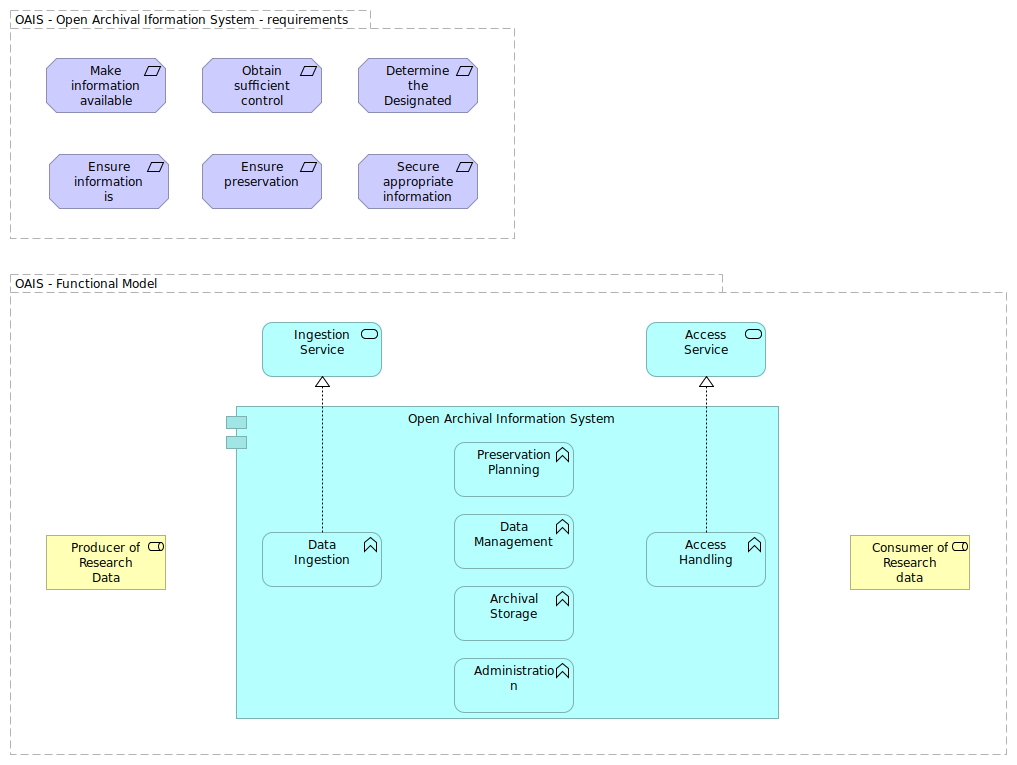 OAIS - Open Archival Iformation System - requirements
Make
information
available
Obtain
sufficient
control
Determine
the
Designated
Ensure
information
is
Ensure
preservation
Secure
appropriate
information
OAIS - Functional Model
Ingestion
Service
Access
Service
Open Archival Information System
Preservation
Planning
Data
Management
Data
Ingestion
Access
Handling
Producer of
Research
Data
Consumer of
Research
data
Archival
Storage
Administratio
n